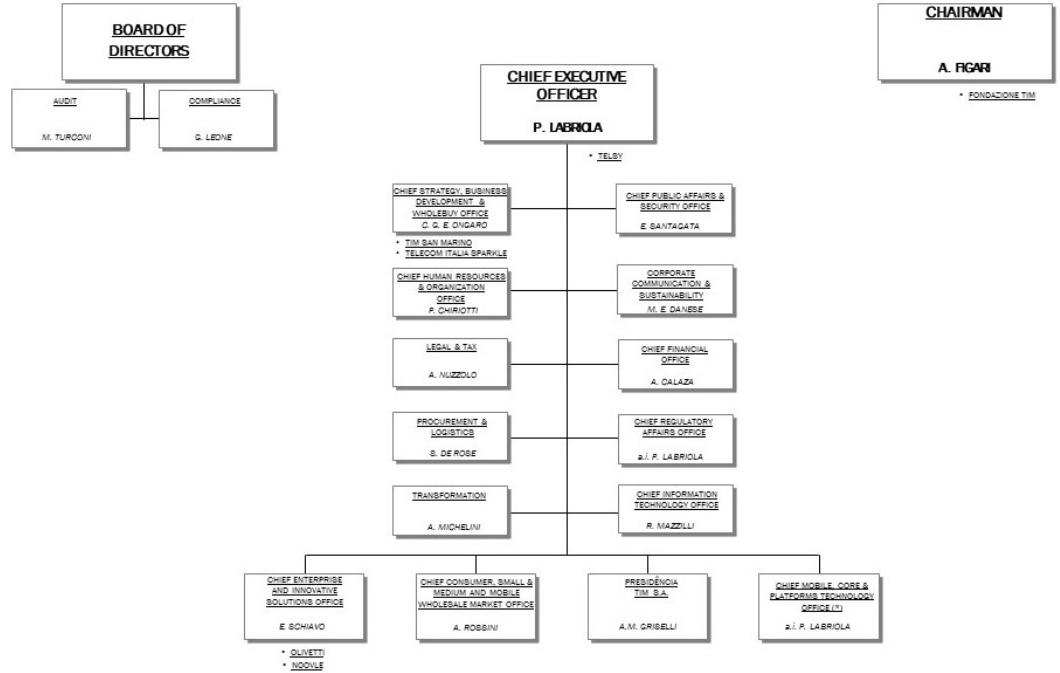 BOARD OF
DIRECTORS
AUDIT
M. TURCONI
COMPLIANCE
G. LEONE
CHAIRMAN
A. FIGARI
• FONDAZIONE TIM
CHIEF EXECUTIVE
OFFICER
P. LABRIOLA
• TELSY
CHIEF STRATEGY, BUSINESS
DEVELOPMENT &
WHOLEBUY OFFICE
C. G. E. ONGARO
• TIM SAN MARINO
• TELECOM ITALIA SPARKLE
CHIEF PUBLIC AFFAIRS &
SECURITY OFFICE
E. SANTAGATA
CHIEF HUMAN RESOURCES
& ORGANIZATION
OFFICE
P. CHIRIOTTI
CORPORATE
COMMUNICATION &
SUSTAINABILITY
M. E. DANESE
LEGAL & TAX
A. NUZZOLO
CHIEF FINANCIAL
OFFICE
A. CALAZA
PROCUREMENT &
LOGISTICS
S. DE ROSE
CHIEF REGULATORY
AFFAIRS OFFICE
a.i. P. LABRIOLA
TRANSFORMATION
A. MICHELINI
CHIEF INFORMATION
TECHNOLOGY OFFICE
R. MAZZILLI
CHIEF ENTERPRISE
AND INNOVATIVE
SOLUTIONS OFFICE
E. SCHIAVO
• OLIVETTI
• NOOVLE
CHIEF CONSUMER, SMALL &
MEDIUM AND MOBILE
WHOLESALE MARKET OFFICE
A. ROSSINI
PRESIDÊNCIA
TIM S.A.
A.M. GRISELLI
CHIEF MOBILE, CORE &
PLATFORMS TECHNOLOGY
OFFICE (*)
a.i. P. LABRIOLA